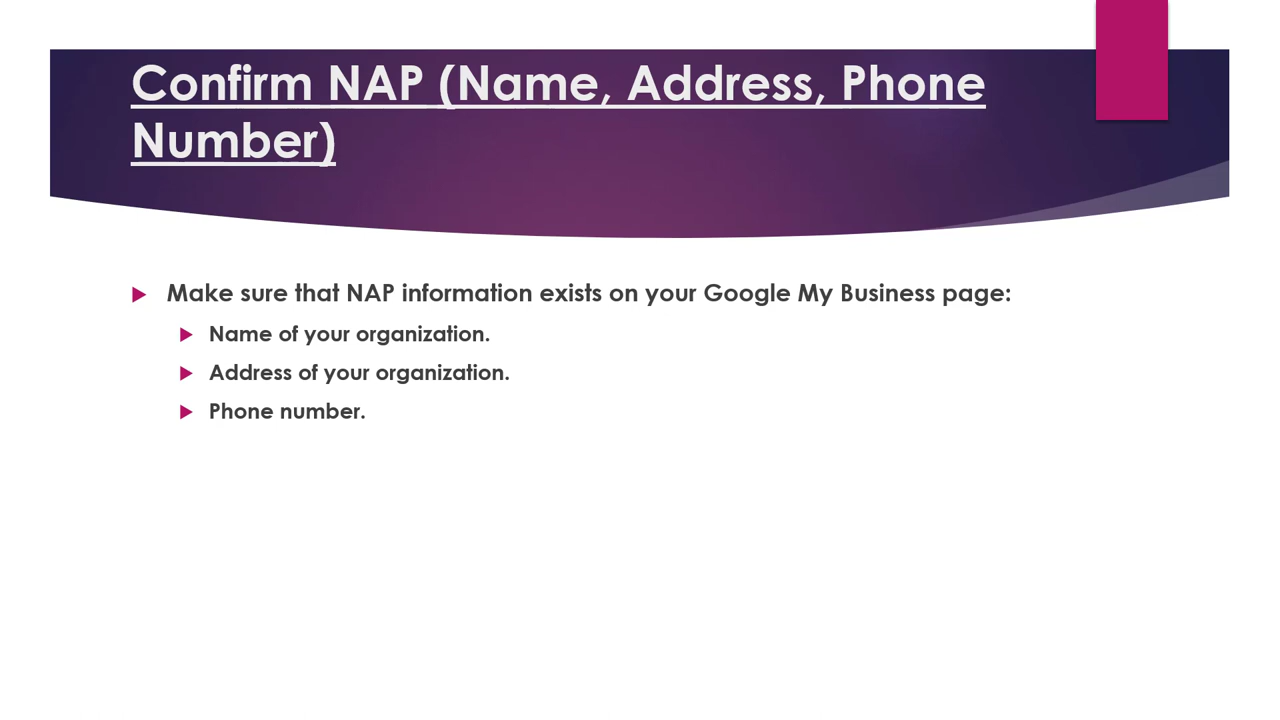 Confirm NAP (Name, Address, Phone
Number)
Make sure that NAP information exists on your Google My Business page:
Name of your organization.
Address of your organization.
Phone number.